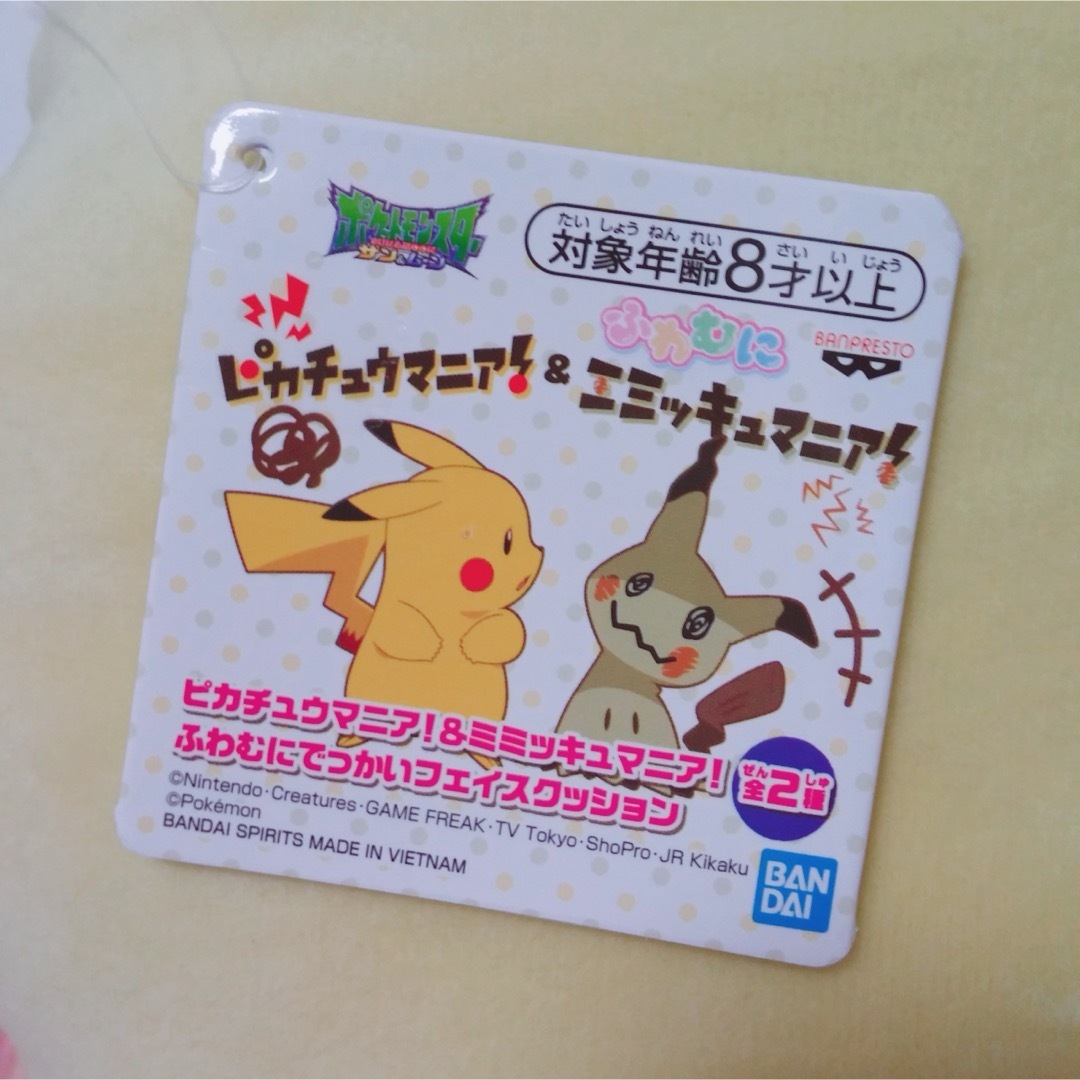 ポケットモンスター
サン&ムーン
たいしょうねんれい さい いじょう
対象年齢8才以上
ふわむに
BANPRESTO
ピカチュウマニア! & ミミッキュマニア!
ピカチュウマニア!&ミミッキュマニア!
ふわむにでっかいフェイスクッション
ぜん しゅ
全2種
©Nintendo・Creatures・GAME FREAK・TV Tokyo・ShoPro・JR Kikaku
©Pokémon
BANDAI SPIRITS MADE IN VIETNAM
BAN
DAI